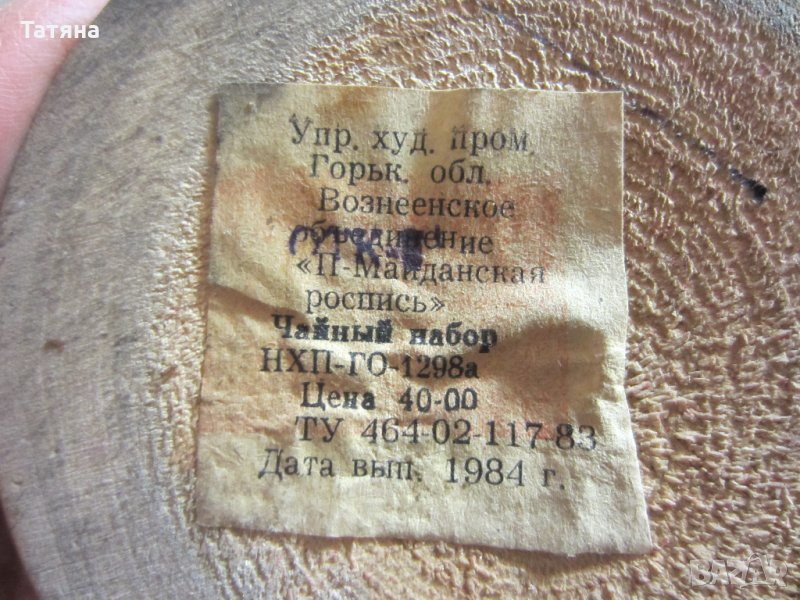 Татяна
Упр. худ. пром.
Горьк. обл.
Вознеенское
объединение
«П-Майданская
роспись»
Чайный набор
НХП-ГО-1298а
Цена 40-00
ТУ 464-02-117-83
Дата вып. 1984 г.
BAZAR